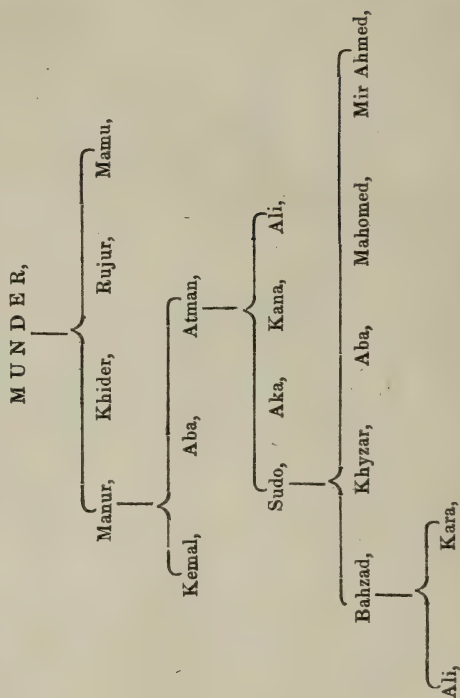 MUNDER,
Manur, Khider, Rujur, Mamu,
Kemal, Aba, Atman,
Sudo, Aka, Kana, Ali,
Bahzad, Khyzar, Aba, Mahomed, Mir Ahmed,
Ali, Kara,